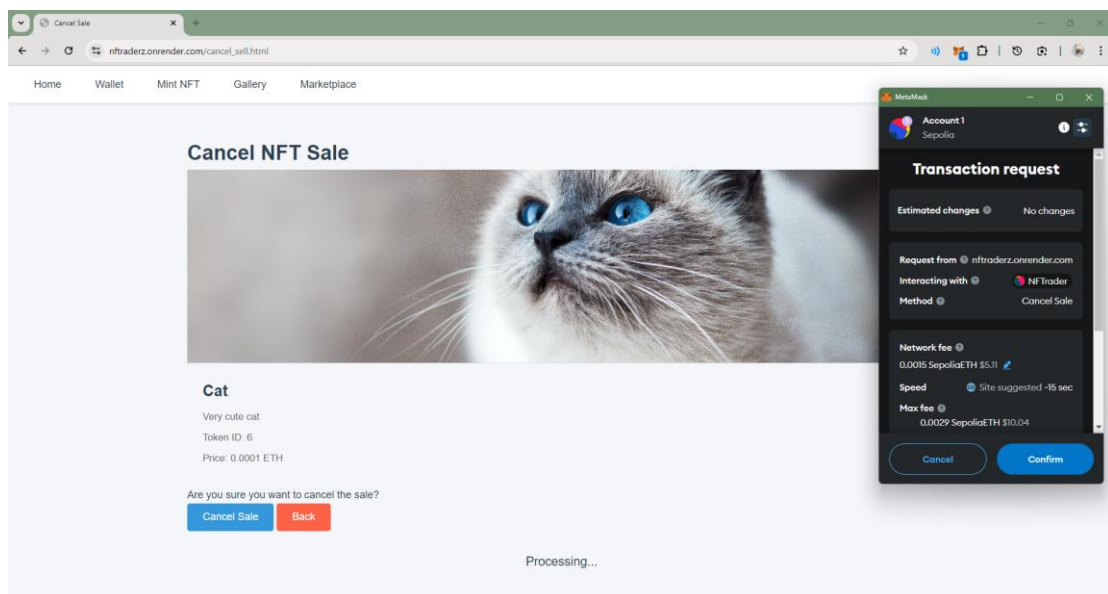 Cancel Sale
nftraderz.onrender.com/cancel_sell.html
Home Wallet Mint NFT Gallery Marketplace
Cancel NFT Sale
Cat
Very cute cat
Token ID: 6
Price: 0.0001 ETH
Are you sure you want to cancel the sale?
Cancel Sale Back
Processing...
MetaMask
Account 1
Sepolia
Transaction request
Estimated changes No changes
Request from nftraderz.onrender.com
Interacting with NFTrader
Method Cancel Sale
Network fee
0.0015 SepoliaETH $5.11
Speed Site suggested ~15 sec
Max fee
0.0029 SepoliaETH $10.04
Cancel Confirm